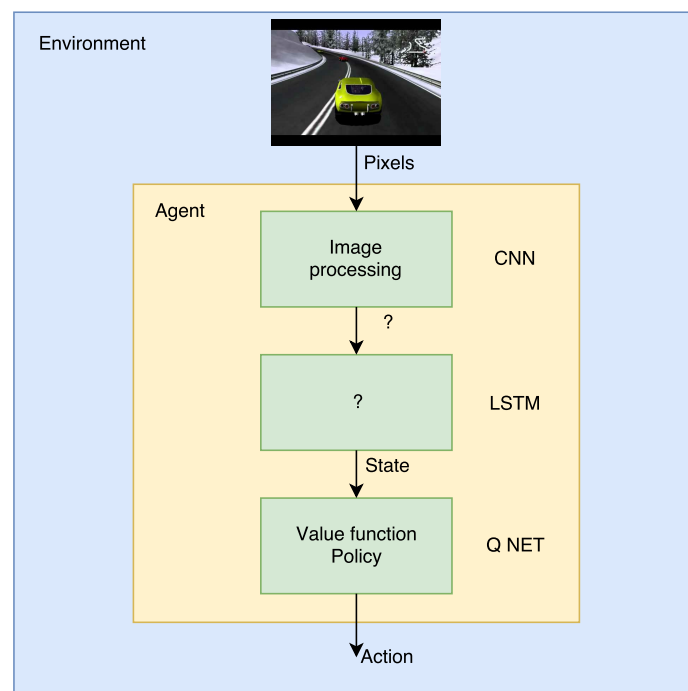 Environment
Pixels
Agent
Image
processing
CNN
?
?
LSTM
State
Value function
Policy
Q NET
Action